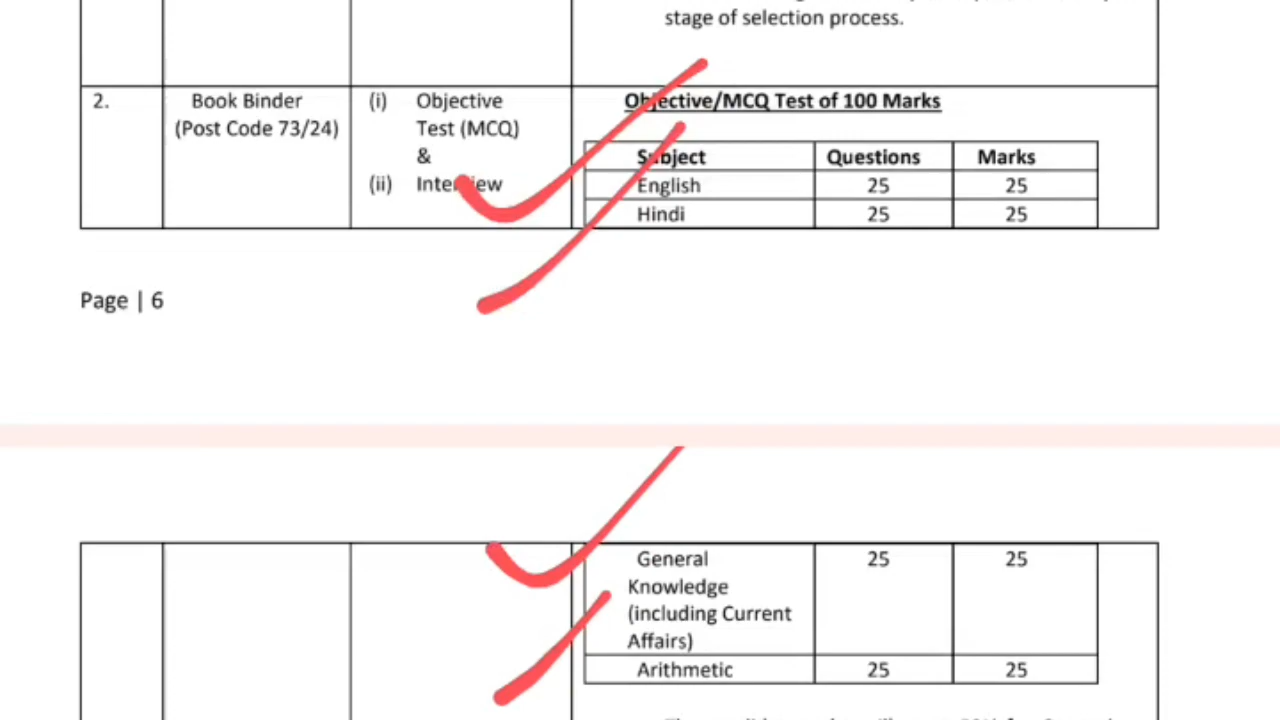 stage of selection process.
2. Book Binder (i) Objective Objective/MCQ Test of 100 Marks
(Post Code 73/24) Test (MCQ)
& Subject Questions Marks
(ii) Interview English 25 25
Hindi 25 25
Page | 6
General 25 25
Knowledge
(including Current
Affairs)
Arithmetic 25 25